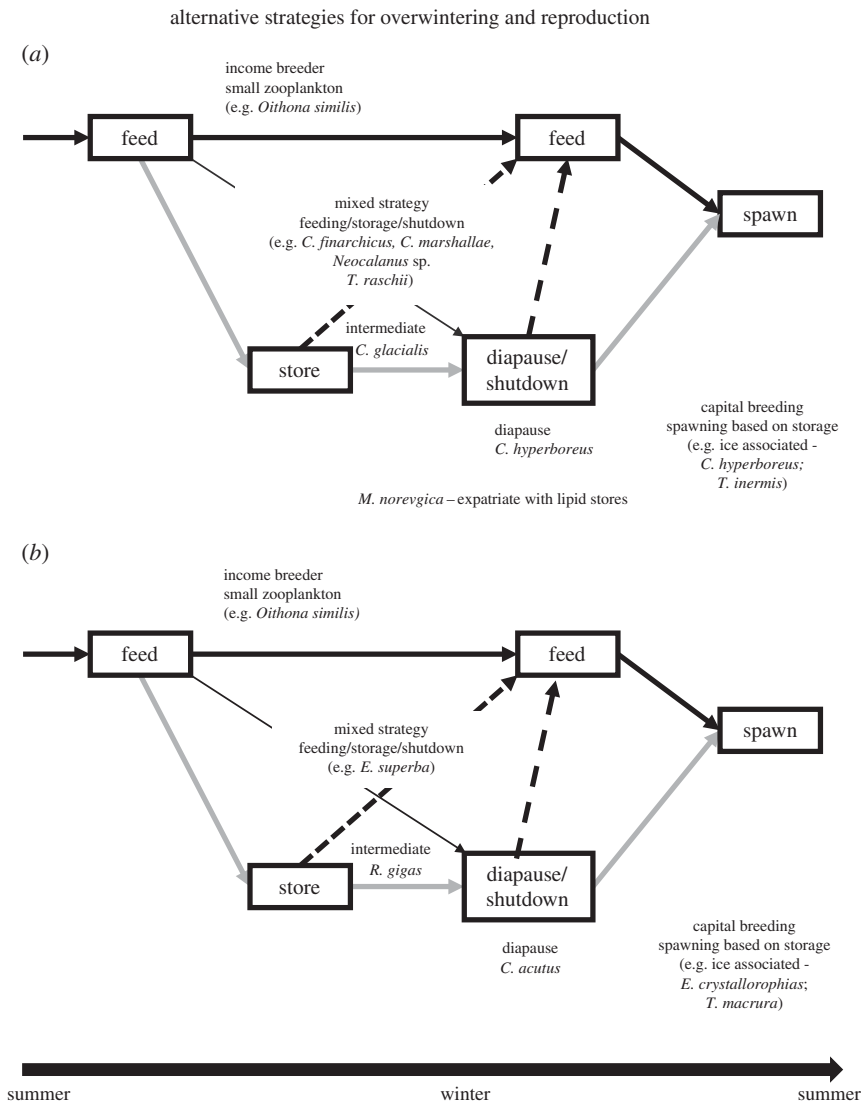 alternative strategies for overwintering and reproduction
(a)
income breeder
small zooplankton
(e.g. Oithona similis)
feed
feed
spawn
mixed strategy
feeding/storage/shutdown
(e.g. C. finarchicus, C. marshallae,
Neocalanus sp.
T. raschii)
intermediate
C. glacialis
store
diapause/
shutdown
diapause
C. hyperboreus
capital breeding
spawning based on storage
(e.g. ice associated -
C. hyperboreus;
T. inermis)
M. norevgica – expatriate with lipid stores
(b)
income breeder
small zooplankton
(e.g. Oithona similis)
feed
feed
spawn
mixed strategy
feeding/storage/shutdown
(e.g. E. superba)
intermediate
R. gigas
store
diapause/
shutdown
diapause
C. acutus
capital breeding
spawning based on storage
(e.g. ice associated -
E. crystallorophias;
T. macrura)
summer
winter
summer